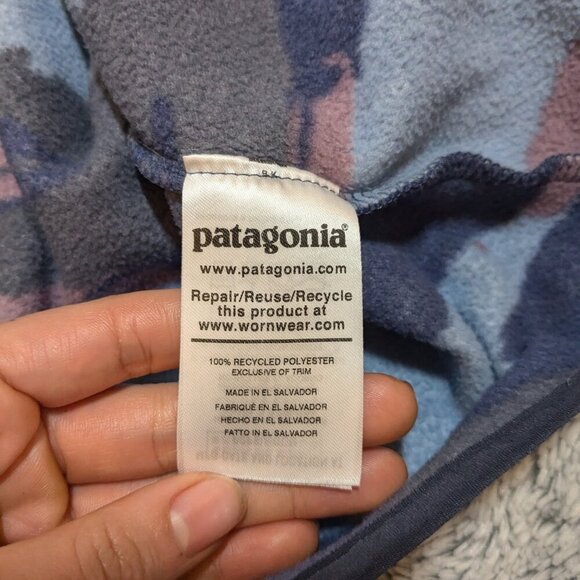 patagonia®
www.patagonia.com
Repair/Reuse/Recycle
this product at
www.wornwear.com
100% RECYCLED POLYESTER
EXCLUSIVE OF TRIM
MADE IN EL SALVADOR
FABRIQUÉ EN EL SALVADOR
HECHO EN EL SALVADOR
FATTO IN EL SALVADOR